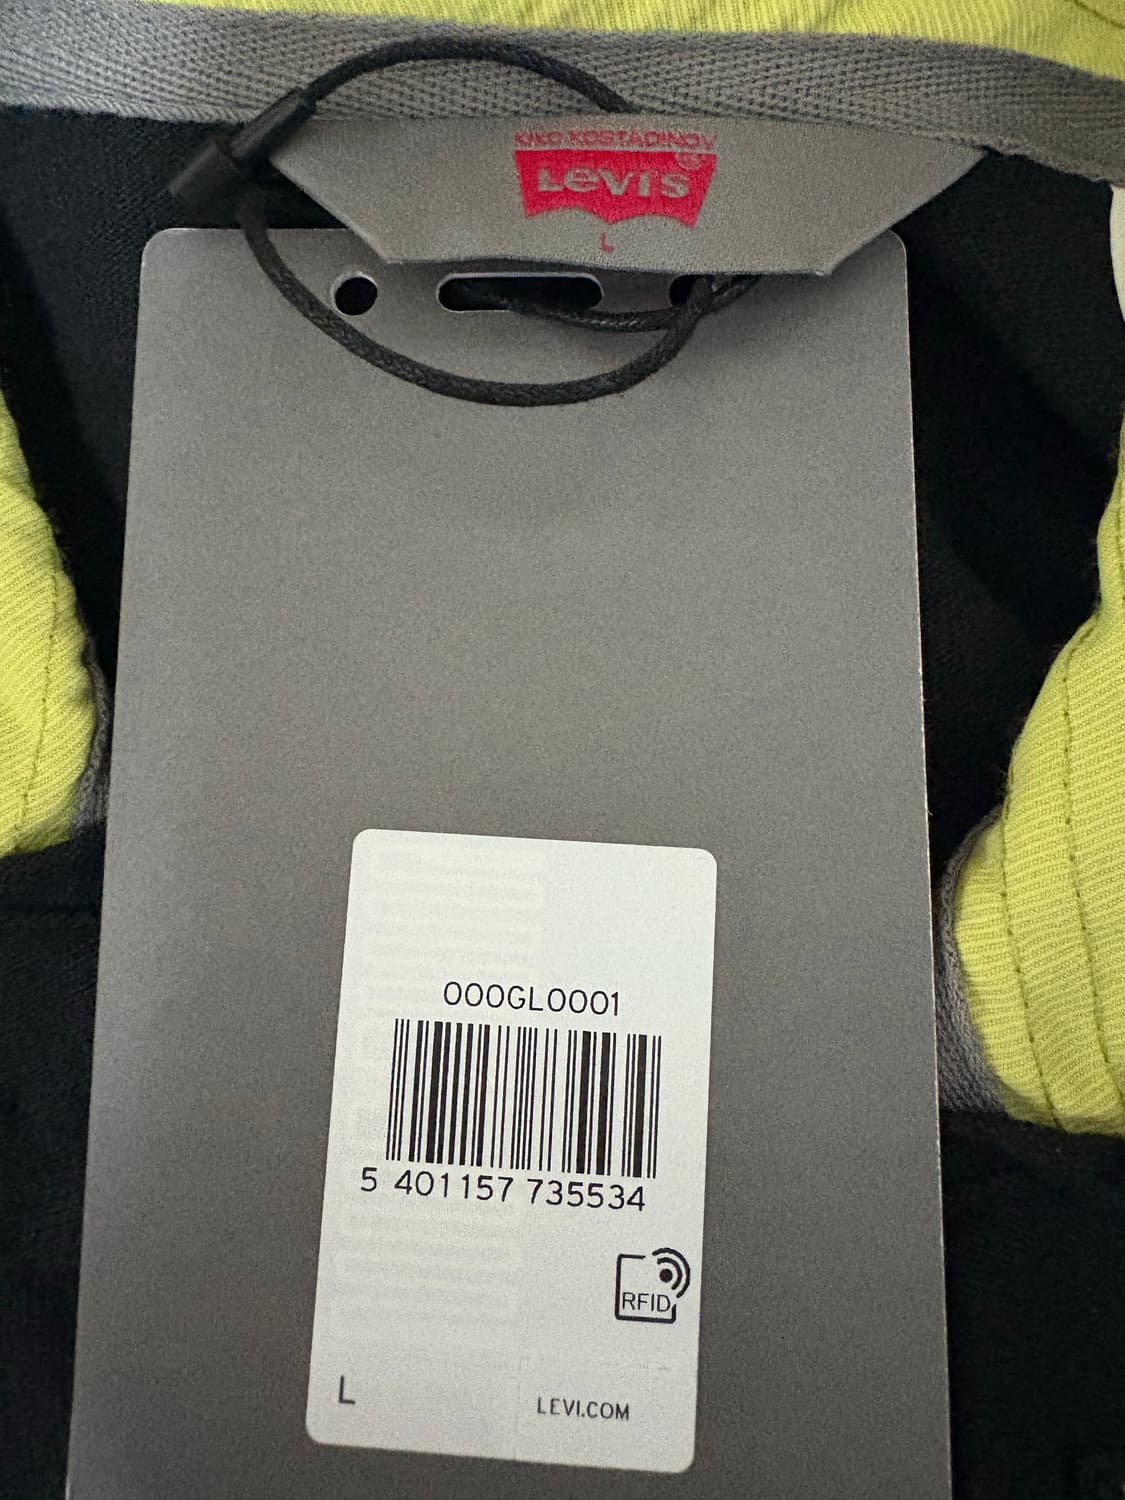 KIKO KOSTADINOV
Levi's
L
000GL0001
5 401157 735534
RFID
L
LEVI.COM